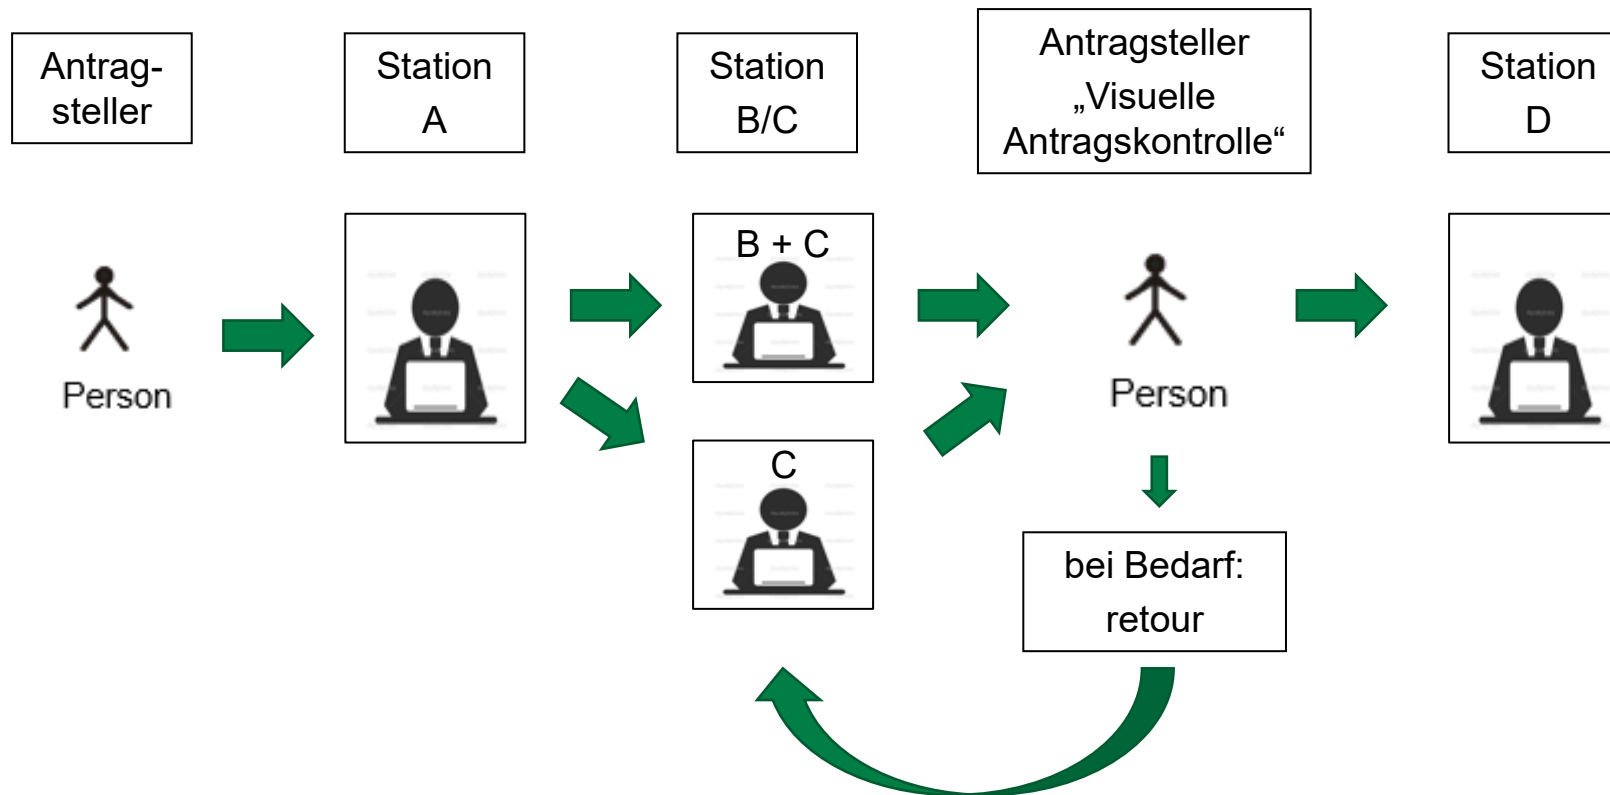 Antrag-
steller
Station
A
Station
B/C
Antragsteller
„Visuelle
Antragskontrolle“
Station
D
Person
B + C
C
Person
bei Bedarf:
retour